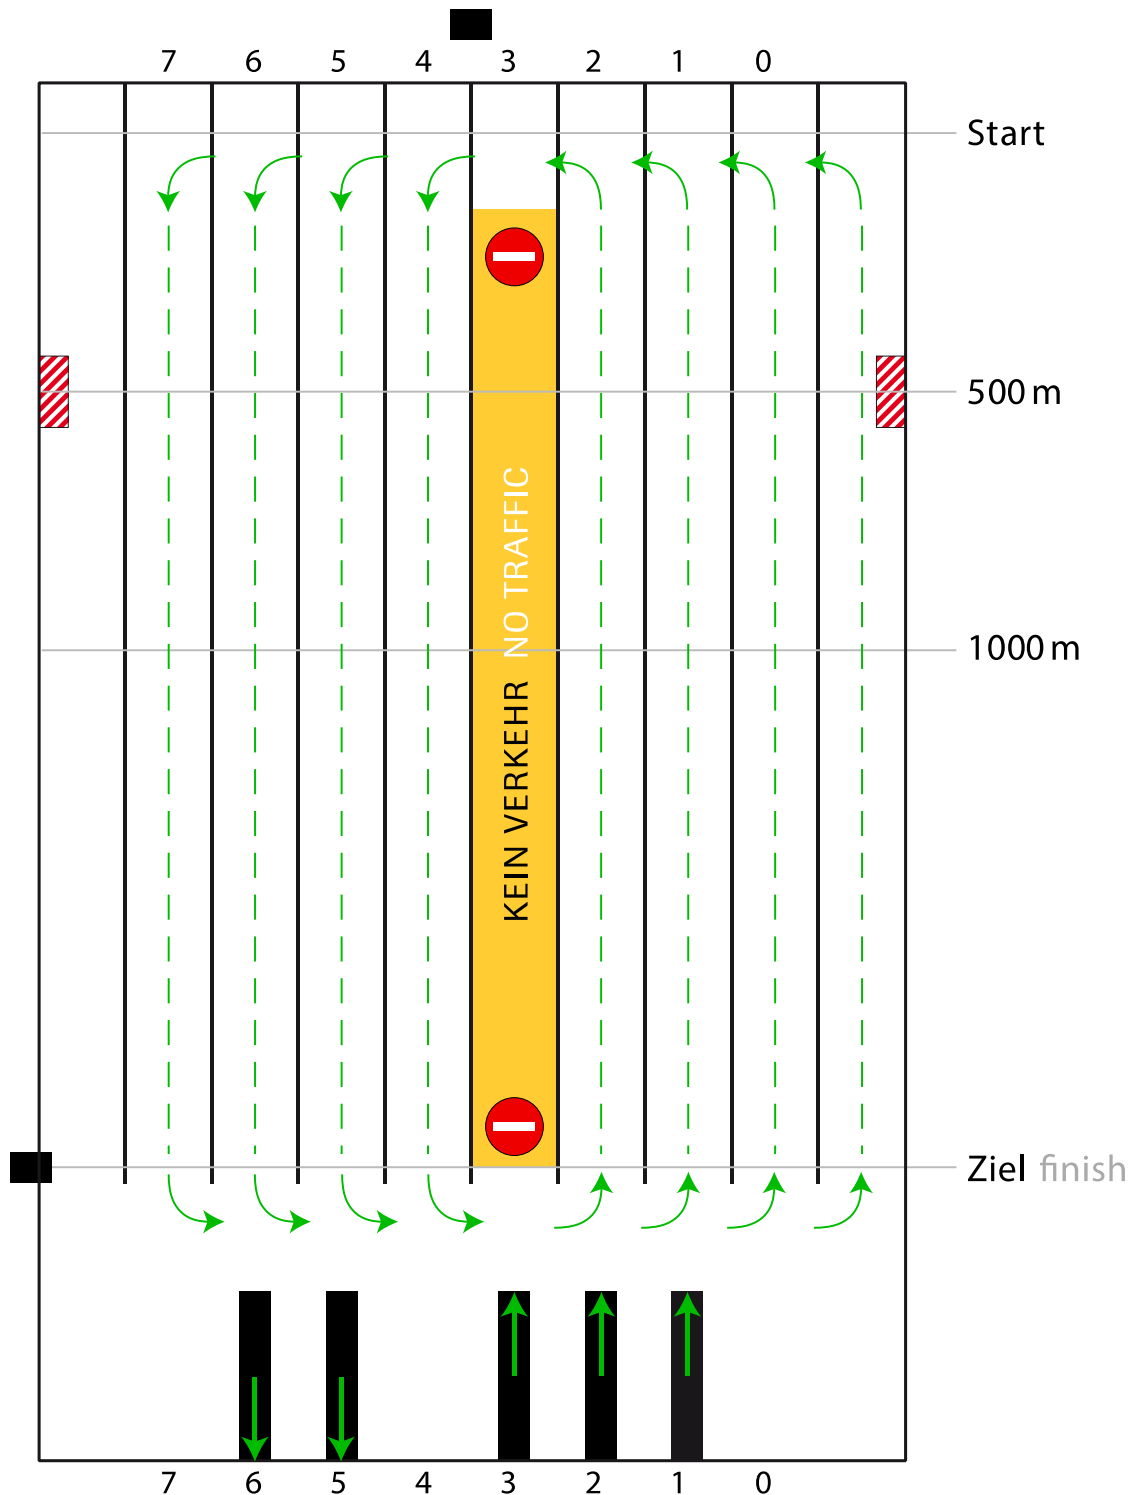 7 6 5 4 3 2 1 0
Start
500 m
1000 m
KEIN VERKEHR NO TRAFFIC
Ziel finish
7 6 5 4 3 2 1 0